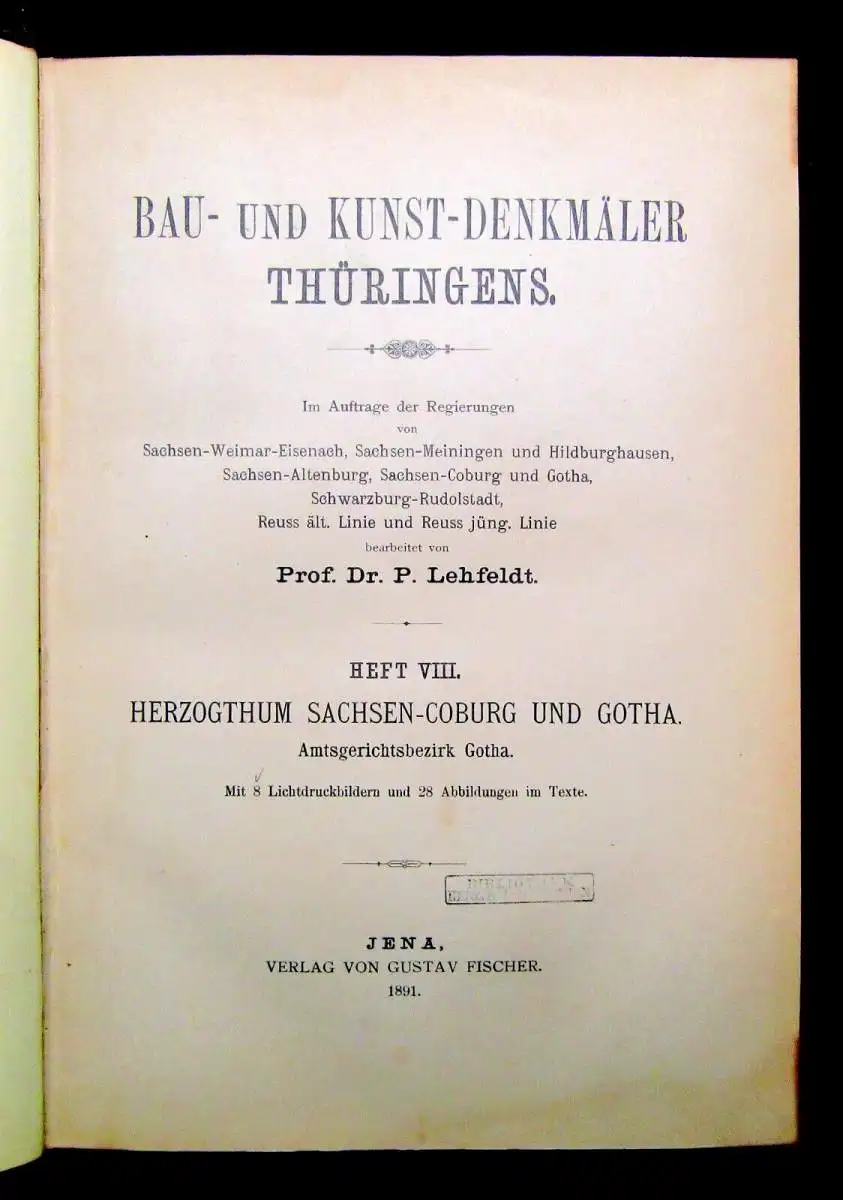 BAU- UND KUNST-DENKMÄLER
THÜRINGENS.
Im Auftrage der Regierungen
von
Sachsen-Weimar-Eisenach, Sachsen-Meiningen und Hildburghausen,
Sachsen-Altenburg, Sachsen-Coburg und Gotha,
Schwarzburg-Rudolstadt,
Reuss ält. Linie und Reuss jüng. Linie
bearbeitet von
Prof. Dr. P. Lehfeldt.
HEFT VIII.
HERZOGTHUM SACHSEN-COBURG UND GOTHA.
Amtsgerichtsbezirk Gotha.
Mit 8 Lichtdruckbildern und 28 Abbildungen im Texte.
JENA,
VERLAG VON GUSTAV FISCHER.
1891.